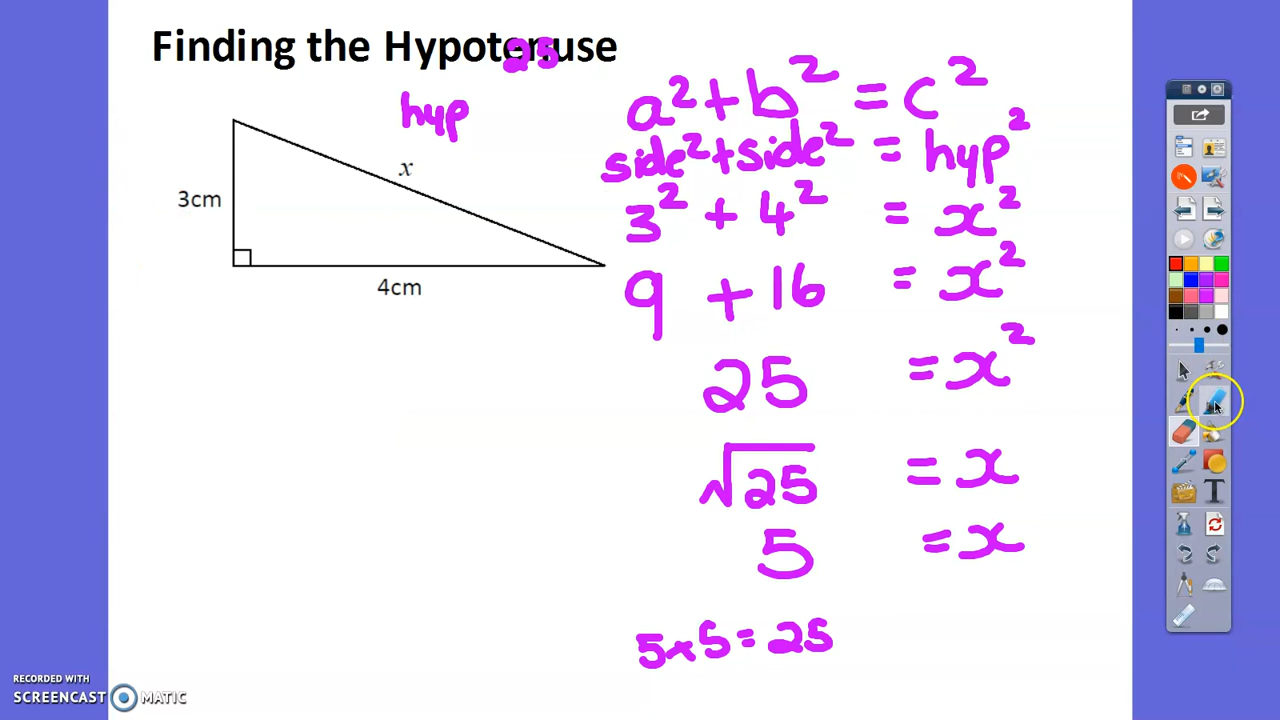 Finding the Hypotenuse
25
hyp
x
3cm
4cm
a² + b² = c²
side² + side² = hyp²
3² + 4² = x²
9 + 16 = x²
25 = x²
√25 = x
5 = x
5×5=25
RECORDED WITH
SCREENCAST MATIC
T